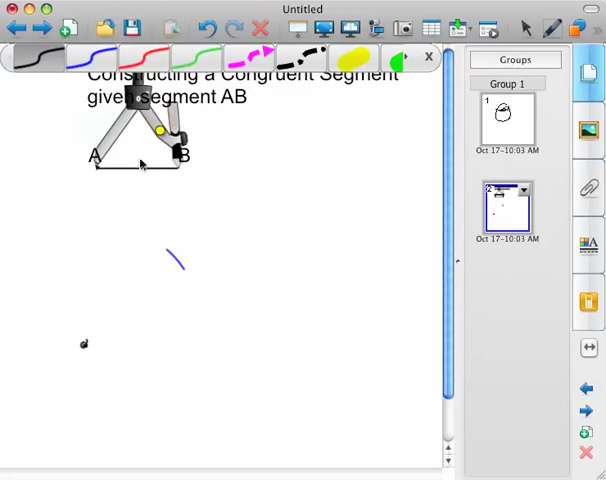 Untitled
Groups
Group 1
1
Oct 17-10:03 AM
2
Oct 17-10:03 AM
Constructing a Congruent Segment
given segment AB
A
B
X